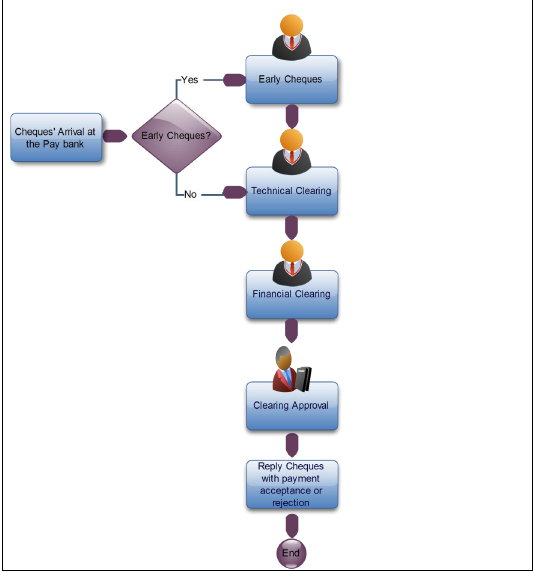 Yes
Early Cheques
Cheques' Arrival at
the Pay bank
Early Cheques?
No
Technical Clearing
Financial Clearing
Clearing Approval
Reply Cheques
with payment
acceptance or
rejection
End